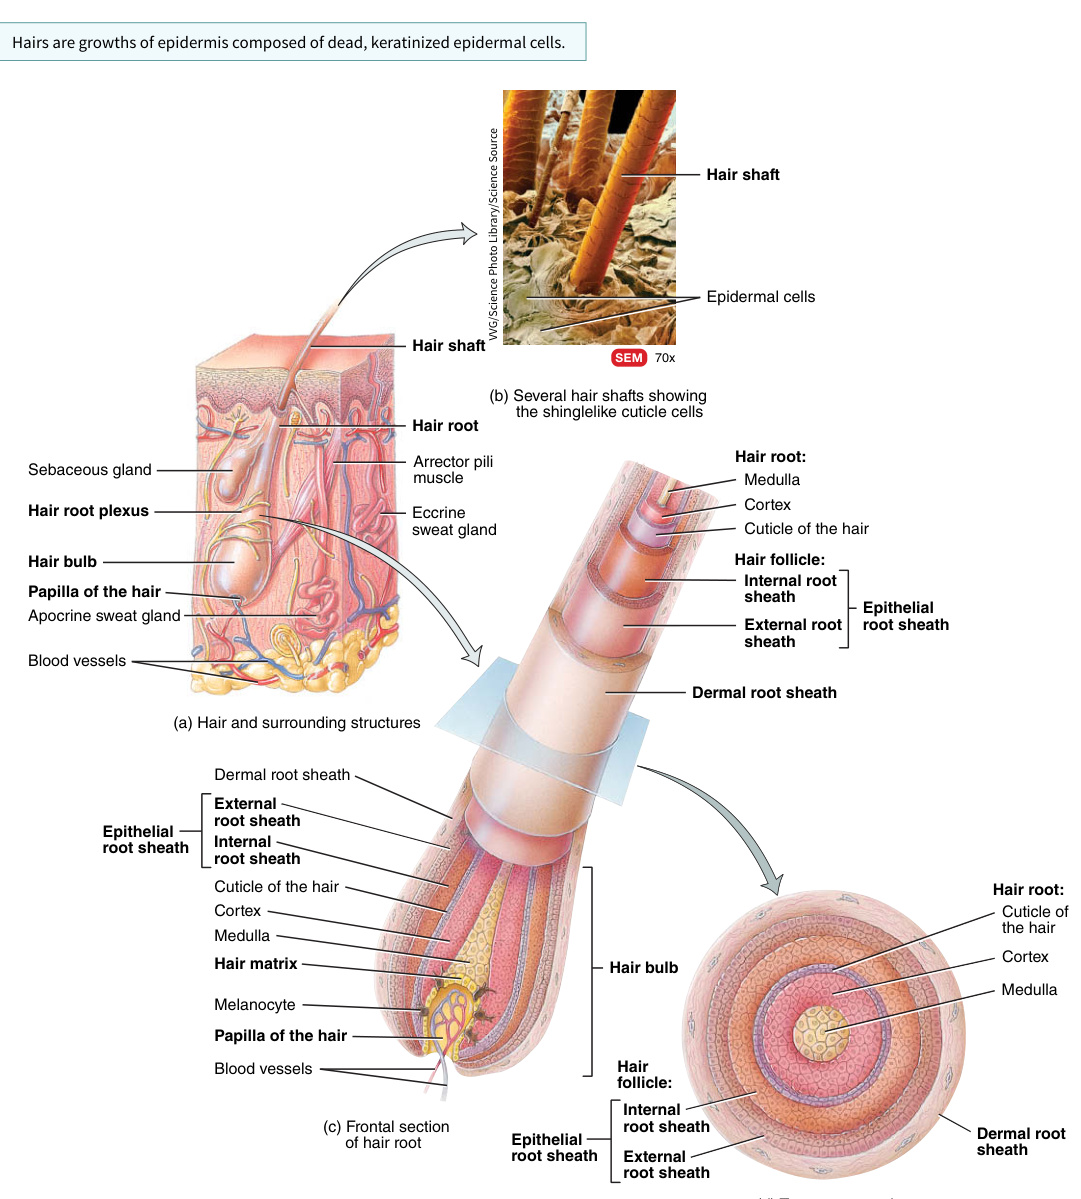 Hairs are growths of epidermis composed of dead, keratinized epidermal cells.
VVG/Science Photo Library/Science Source
Hair shaft
Epidermal cells
SEM 70x
(b) Several hair shafts showing
the shinglelike cuticle cells
Hair shaft
Hair root
Arrector pili
muscle
Eccrine
sweat gland
Sebaceous gland
Hair root plexus
Hair bulb
Papilla of the hair
Apocrine sweat gland
Blood vessels
(a) Hair and surrounding structures
Hair root:
Medulla
Cortex
Cuticle of the hair
Hair follicle:
Internal root
sheath
External root
sheath
Epithelial
root sheath
Dermal root sheath
Dermal root sheath
External
root sheath
Internal
root sheath
Epithelial
root sheath
Cuticle of the hair
Cortex
Medulla
Hair matrix
Melanocyte
Papilla of the hair
Blood vessels
Hair bulb
(c) Frontal section
of hair root
Hair root:
Cuticle of
the hair
Cortex
Medulla
Hair
follicle:
Internal
root sheath
External
root sheath
Epithelial
root sheath
Dermal root
sheath